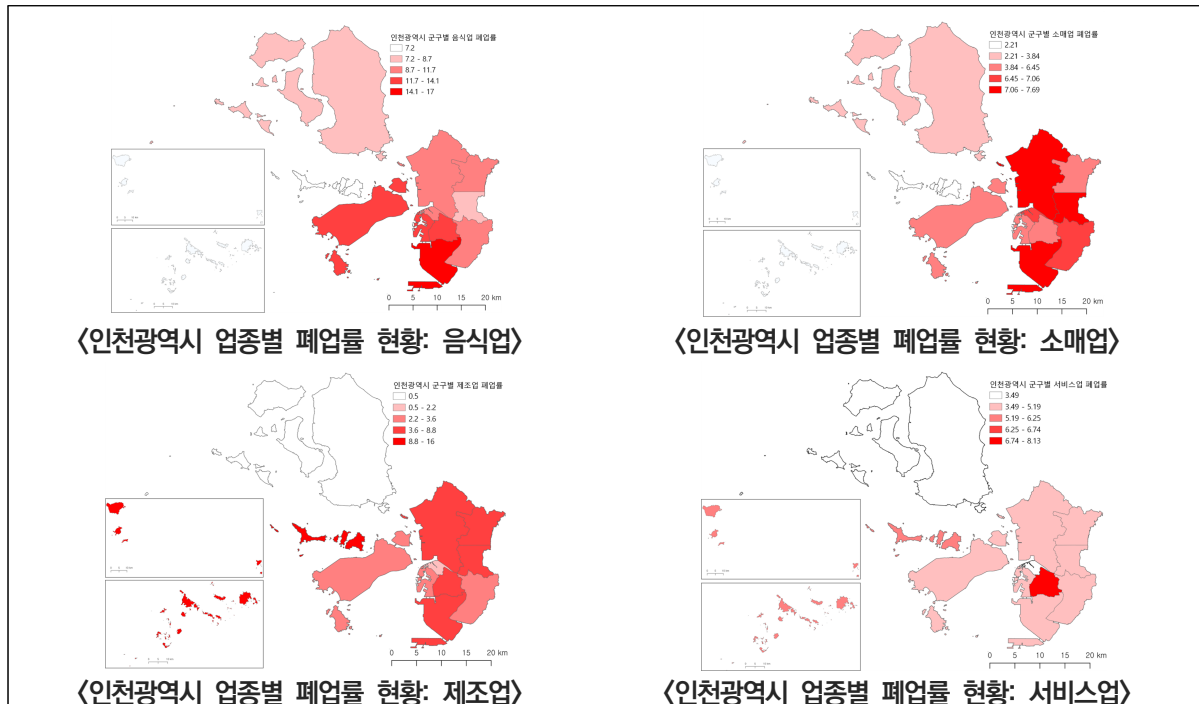 인천광역시 군구별 음식업 폐업률
7.2
7.2 - 8.7
8.7 - 11.7
11.7 - 14.1
14.1 - 17
0 5 10 15 20 km
〈인천광역시 업종별 폐업률 현황: 음식업〉
인천광역시 군구별 소매업 폐업률
2.21
2.21 - 3.84
3.84 - 6.45
6.45 - 7.06
7.06 - 7.69
0 5 10 15 20 km
〈인천광역시 업종별 폐업률 현황: 소매업〉
인천광역시 군구별 제조업 폐업률
0.5
0.5 - 2.2
2.2 - 3.6
3.6 - 8.8
8.8 - 16
0 5 10 15 20 km
〈인천광역시 업종별 폐업률 현황: 제조업〉
인천광역시 군구별 서비스업 폐업률
3.49
3.49 - 5.19
5.19 - 6.25
6.25 - 6.74
6.74 - 8.13
0 5 10 15 20 km
〈인천광역시 업종별 폐업률 현황: 서비스업〉